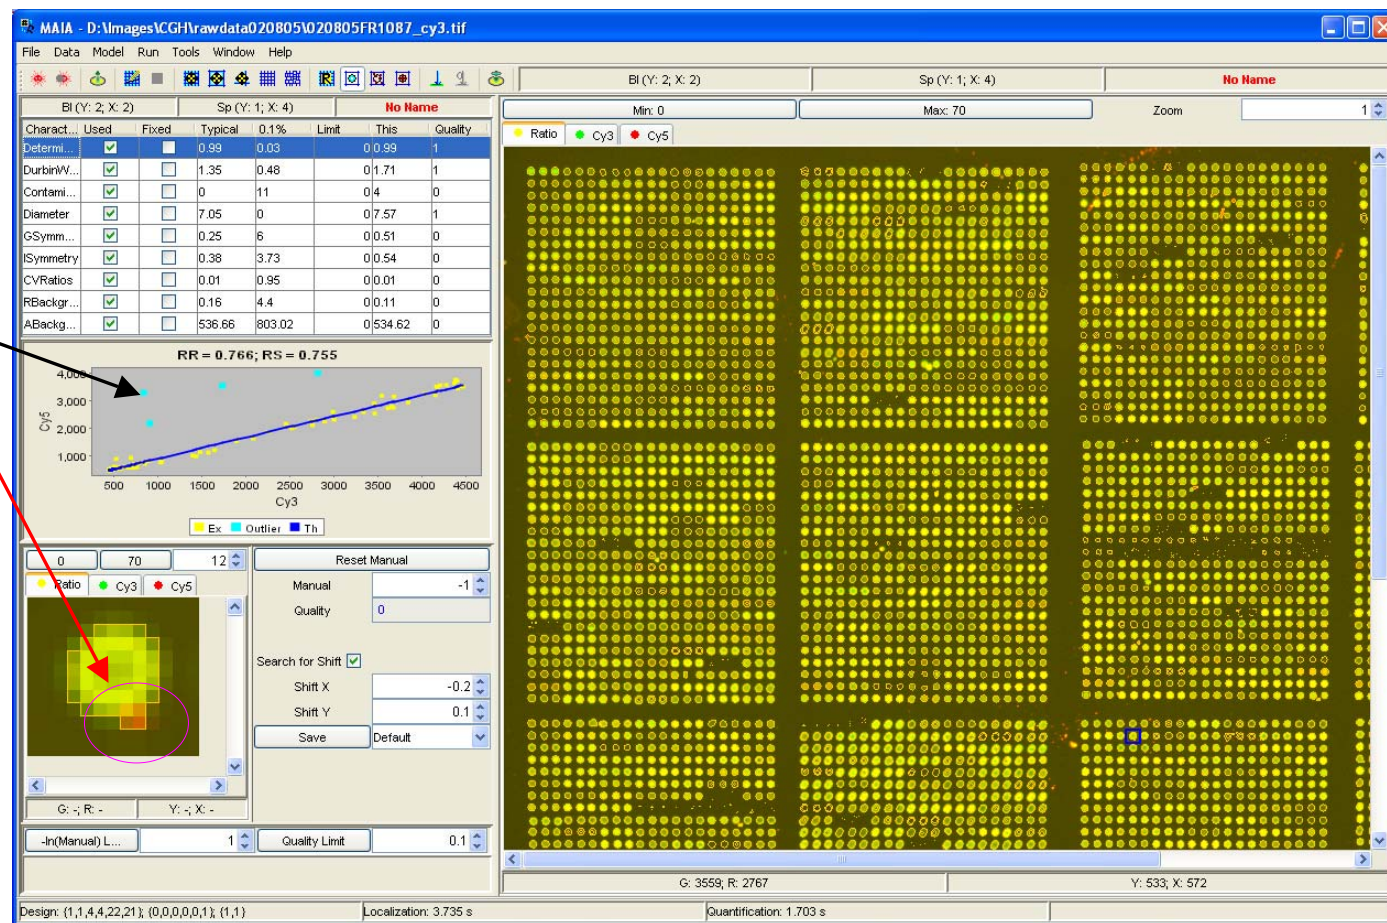 MAIA - D:\Images\CGH\rawdata020805\020805FR1087_cy3.tif
File Data Model Run Tools Window Help
Bl (Y: 2; X: 2) Sp (Y: 1; X: 4) No Name
Bl (Y: 2; X: 2) Sp (Y: 1; X: 4) No Name
Charact... Used Fixed Typical 0.1% Limit This Quality
Determi... 0.99 0.03 0 0.99 1
DurbinW... 1.35 0.48 0 1.71 1
Contami... 0 11 0 4 0
Diameter 7.05 0 0 7.57 1
GSymm... 0.25 6 0 0.51 0
ISymmetry 0.38 3.73 0 0.54 0
CVRatios 0.01 0.95 0 0.01 0
RBackgr... 0.16 4.4 0 0.11 0
ABackg... 536.66 803.02 0 534.62 0
Min: 0 Max: 70 Zoom 1
Ratio Cy3 Cy5
RR = 0.766; RS = 0.755
4,000
3,000
2,000
1,000
Cy5
500 1000 1500 2000 2500 3000 3500 4000 4500
Cy3
Ex Outlier Th
0 70 12
Ratio Cy3 Cy5
Reset Manual
Manual -1
Quality 0
Search for Shift
Shift X -0.2
Shift Y 0.1
Save Default
G: -; R: - Y: -; X: -
-ln(Manual) L... 1 Quality Limit 0.1
G: 3559; R: 2767 Y: 533; X: 572
Design: {1,1,4,4,22,21}; {0,0,0,0,0,1}; {1,1} Localization: 3.735 s Quantification: 1.703 s